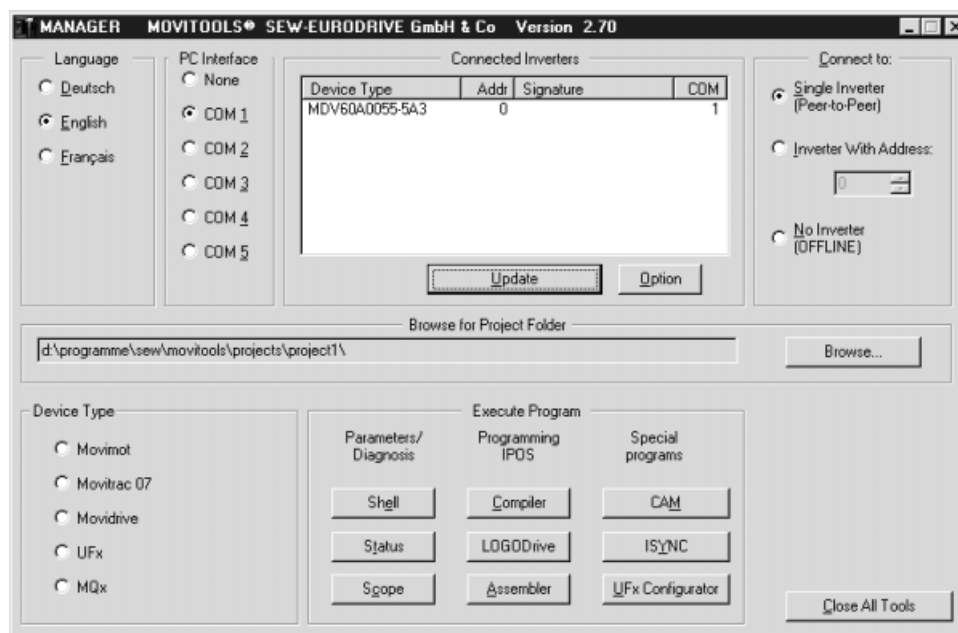 MANAGER MOVITOOLS® SEW-EURODRIVE GmbH & Co Version 2.70
Language
Deutsch
English
Français
PC Interface
None
COM 1
COM 2
COM 3
COM 4
COM 5
Connected Inverters
Device Type Addr Signature COM
MDV60A0055-5A3 0 1
Update Option
Connect to:
Single Inverter
(Peer-to-Peer)
Inverter With Address:
0
No Inverter
(OFFLINE)
Browse for Project Folder
d:\programme\sew\movitools\projects\project1\ Browse...
Device Type
Movimot
Movitrac 07
Movidrive
UFx
MQx
Execute Program
Parameters/
Diagnosis
Shell
Status
Scope
Programming
IPOS
Compiler
LOGODrive
Assembler
Special
programs
CAM
ISYNC
UFx Configurator
Close All Tools